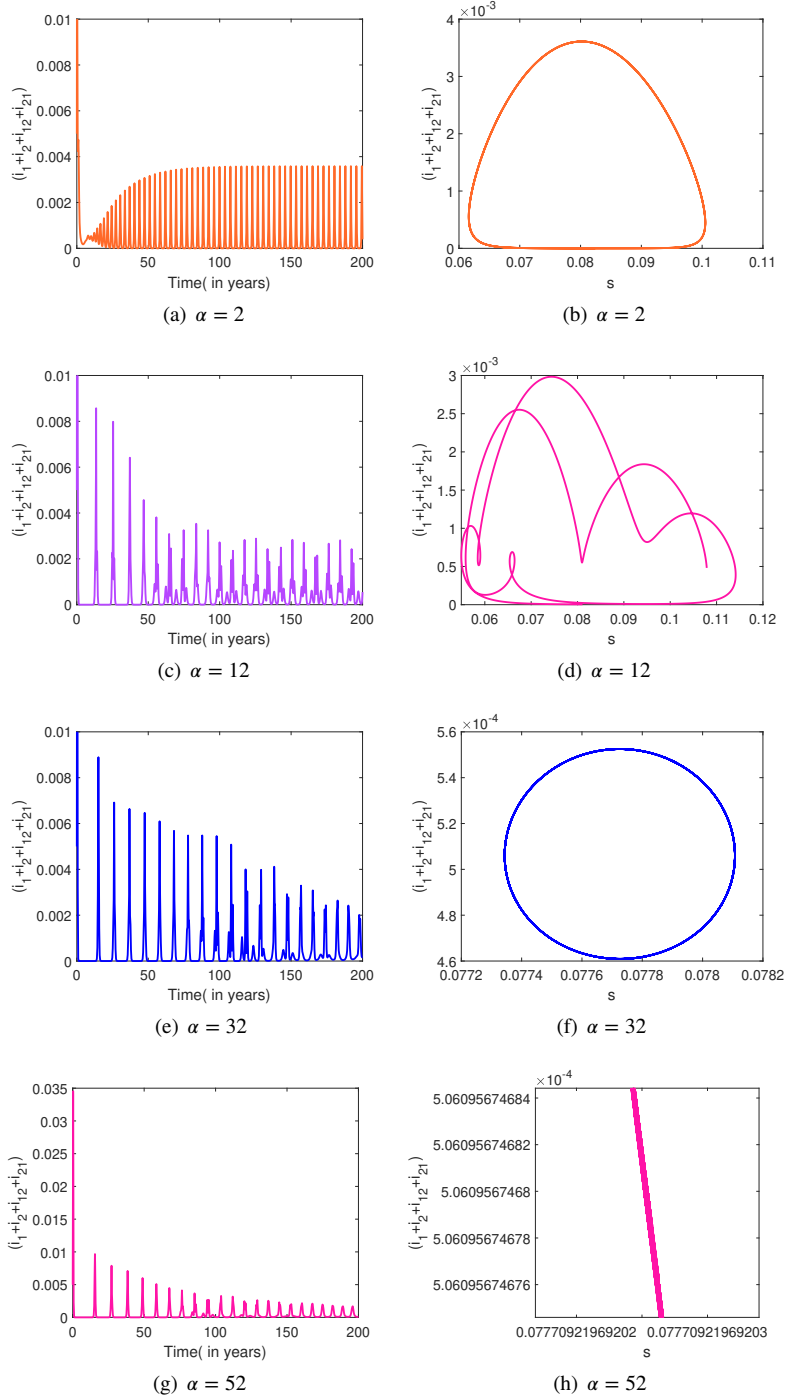 0.01
0.008
0.006
0.004
0.002
0
(i1+i2+i12+i21)
0 50 100 150 200
Time( in years)
(a) α = 2
×10-3
4
3
2
1
0
(i1+i2+i12+i21)
0.06 0.07 0.08 0.09 0.1 0.11
s
(b) α = 2
0.01
0.008
0.006
0.004
0.002
0
(i1+i2+i12+i21)
0 50 100 150 200
Time( in years)
(c) α = 12
×10-3
3
2.5
2
1.5
1
0.5
0
(i1+i2+i12+i21)
0.06 0.07 0.08 0.09 0.1 0.11 0.12
s
(d) α = 12
0.01
0.008
0.006
0.004
0.002
0
(i1+i2+i12+i21)
0 50 100 150 200
Time( in years)
(e) α = 32
×10-4
5.6
5.4
5.2
5
4.8
4.6
(i1+i2+i12+i21)
0.0772 0.0774 0.0776 0.0778 0.078 0.0782
s
(f) α = 32
0.035
0.03
0.025
0.02
0.015
0.01
0.005
0
(i1+i2+i12+i21)
0 50 100 150 200
Time( in years)
(g) α = 52
×10-4
5.06095674684
5.06095674682
5.0609567468
5.06095674678
5.06095674676
(i1+i2+i12+i21)
0.07770921969202 0.07770921969203
s
(h) α = 52